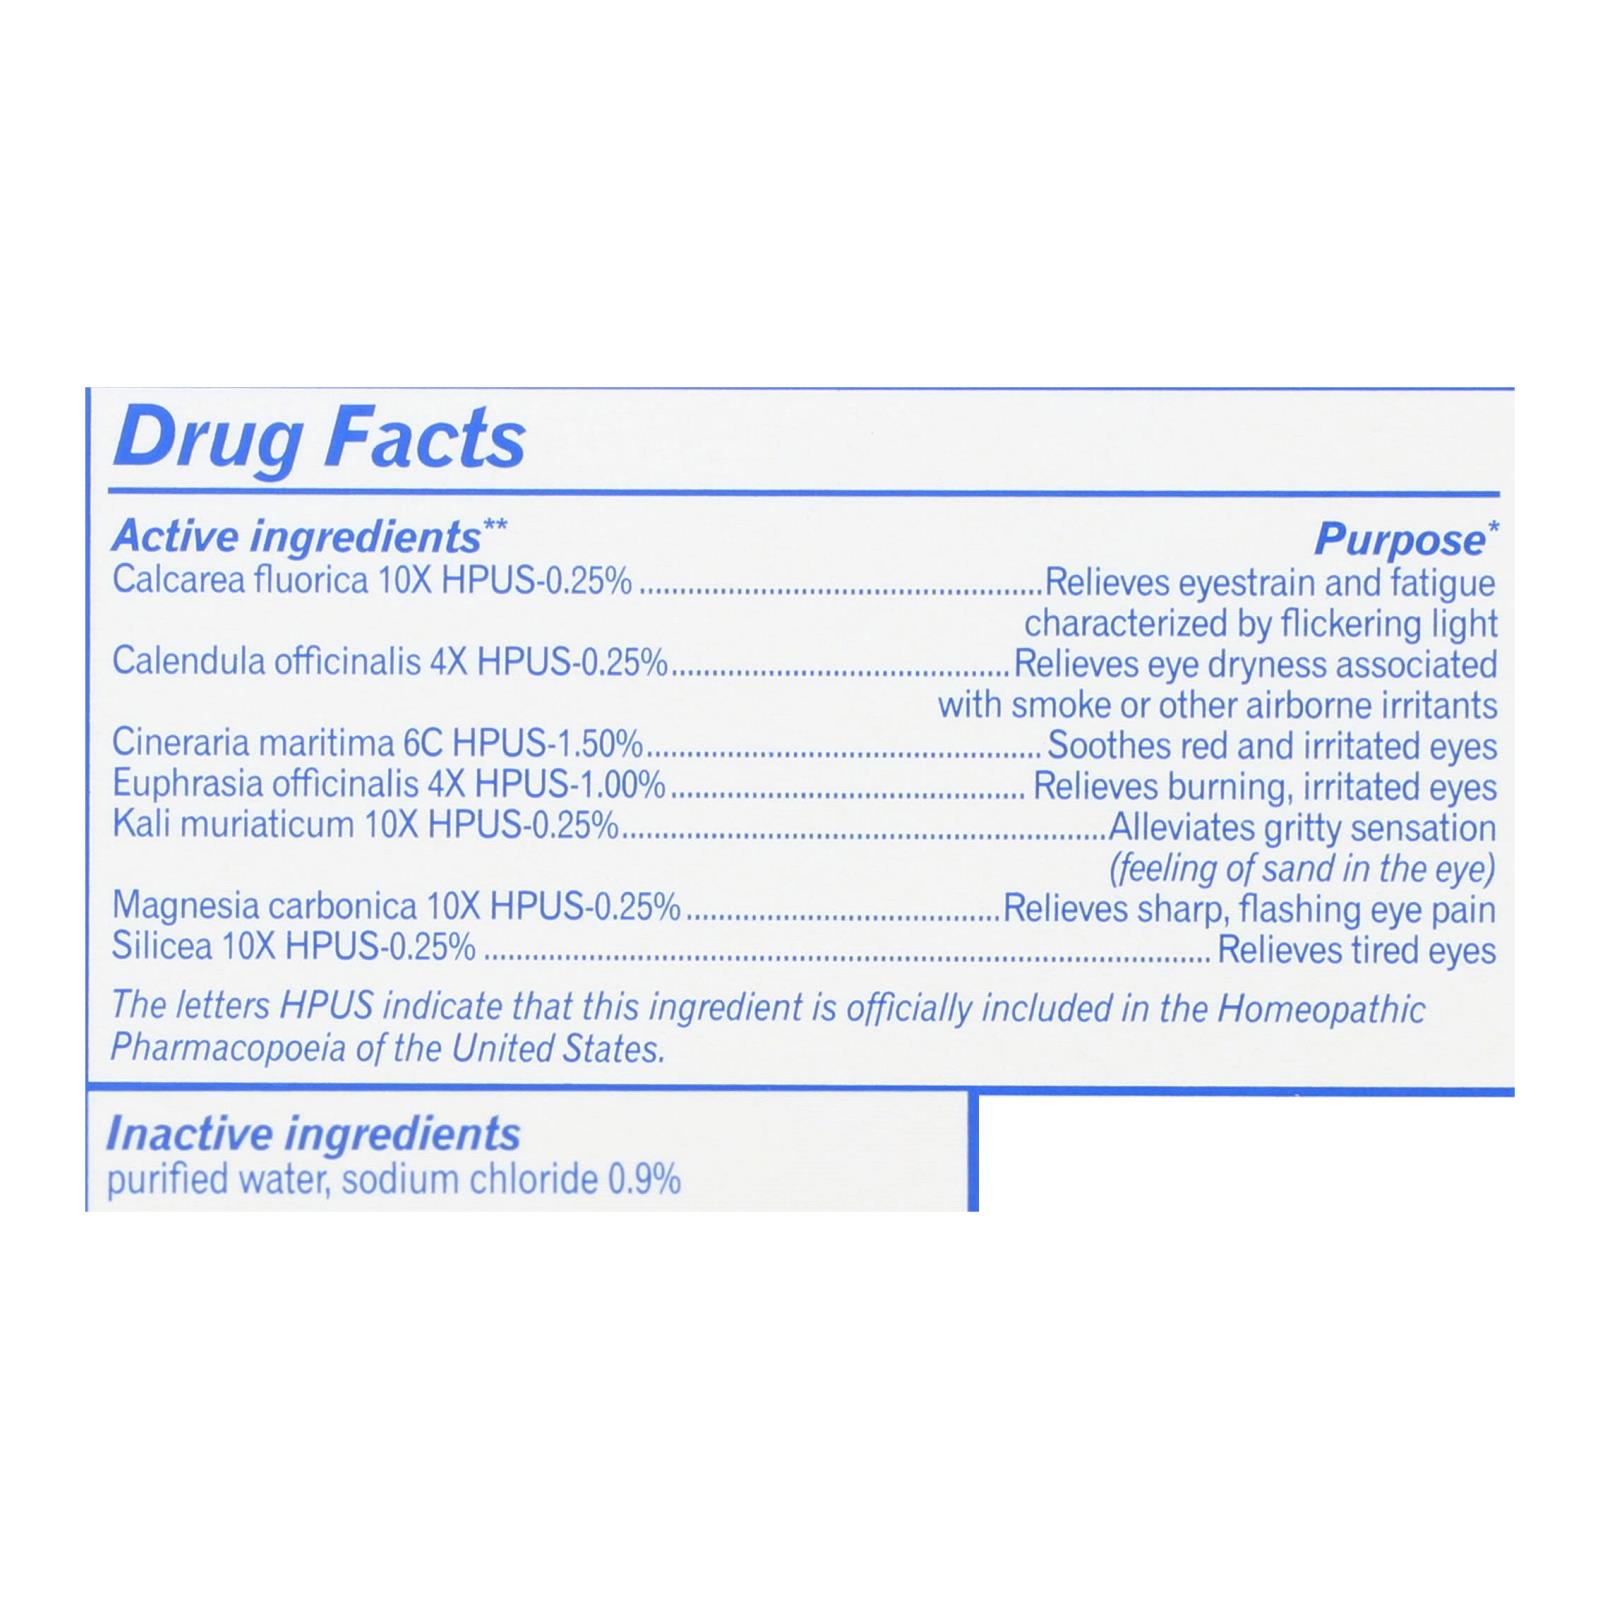 Drug Facts
Active ingredients** Purpose*
Calcarea fluorica 10X HPUS-0.25% ..................................................Relieves eyestrain and fatigue
characterized by flickering light
Calendula officinalis 4X HPUS-0.25%..........................................Relieves eye dryness associated
with smoke or other airborne irritants
Cineraria maritima 6C HPUS-1.50%................................................. Soothes red and irritated eyes
Euphrasia officinalis 4X HPUS-1.00%............................................ Relieves burning, irritated eyes
Kali muriaticum 10X HPUS-0.25%............................................................Alleviates gritty sensation
(feeling of sand in the eye)
Magnesia carbonica 10X HPUS-0.25%.......................................Relieves sharp, flashing eye pain
Silicea 10X HPUS-0.25% .......................................................................................... Relieves tired eyes
The letters HPUS indicate that this ingredient is officially included in the Homeopathic
Pharmacopoeia of the United States.
Inactive ingredients
purified water, sodium chloride 0.9%